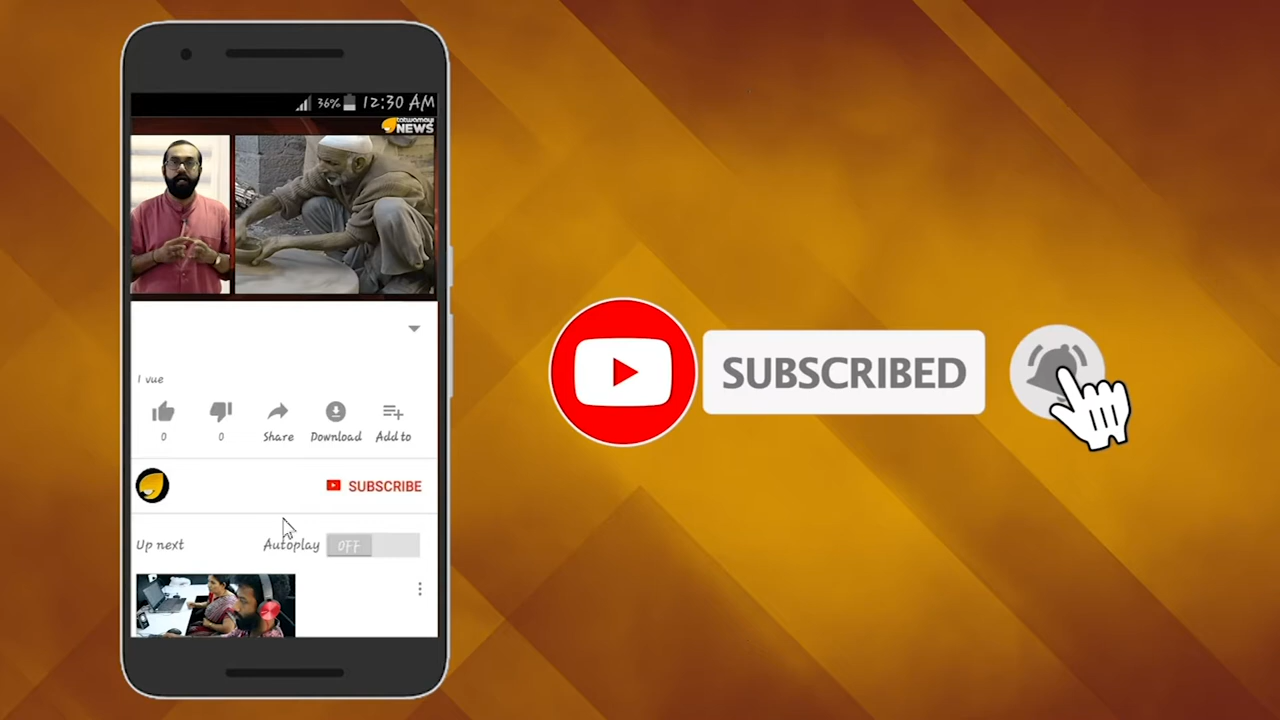 36% 12:30 AM
tatwamayi
NEWS
1 vue
0 0 Share Download Add to
SUBSCRIBE
Up next Autoplay OFF
SUBSCRIBED